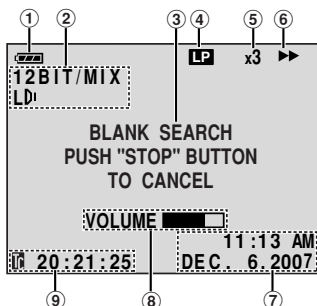 ① ② ③ ④ ⑤ ⑥
LP x3
12BIT/MIX
L
BLANK SEARCH
PUSH "STOP" BUTTON
TO CANCEL
VOLUME
11:13 AM
20:21:25 DEC. 6.2007
⑨ ⑧ ⑦